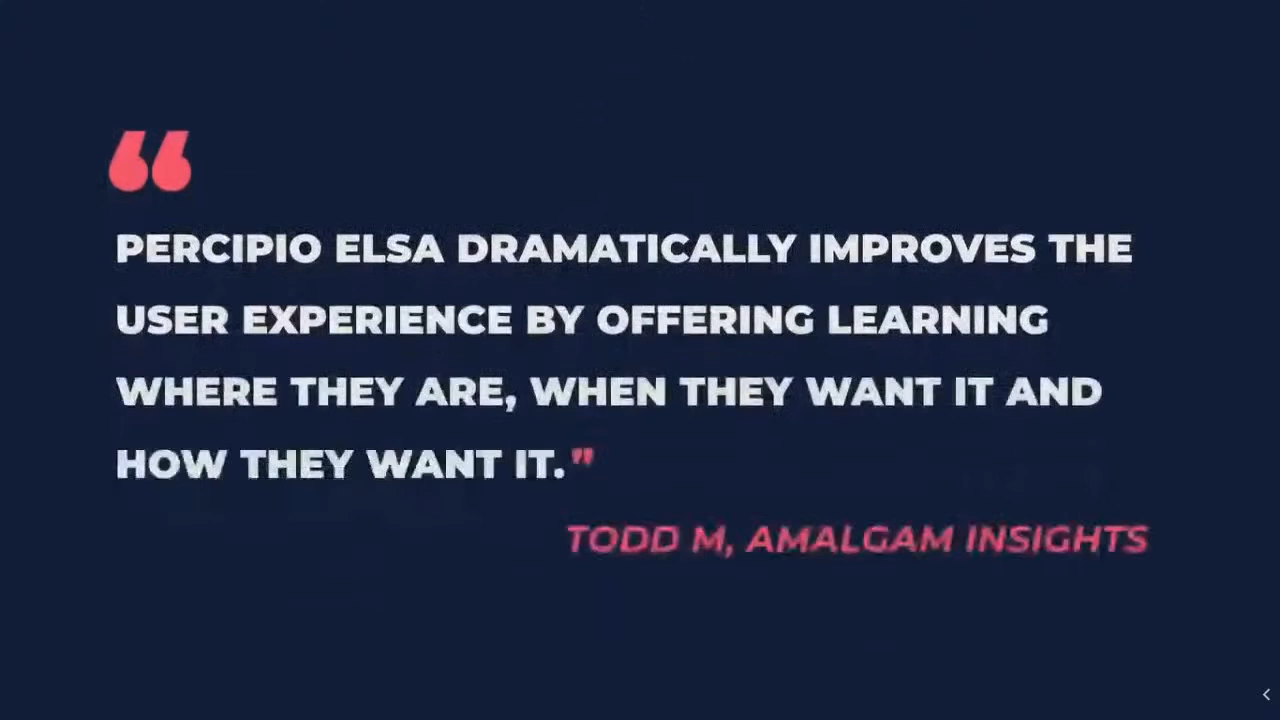 “
PERCIPIO ELSA DRAMATICALLY IMPROVES THE
USER EXPERIENCE BY OFFERING LEARNING
WHERE THEY ARE, WHEN THEY WANT IT AND
HOW THEY WANT IT.”
TODD M, AMALGAM INSIGHTS